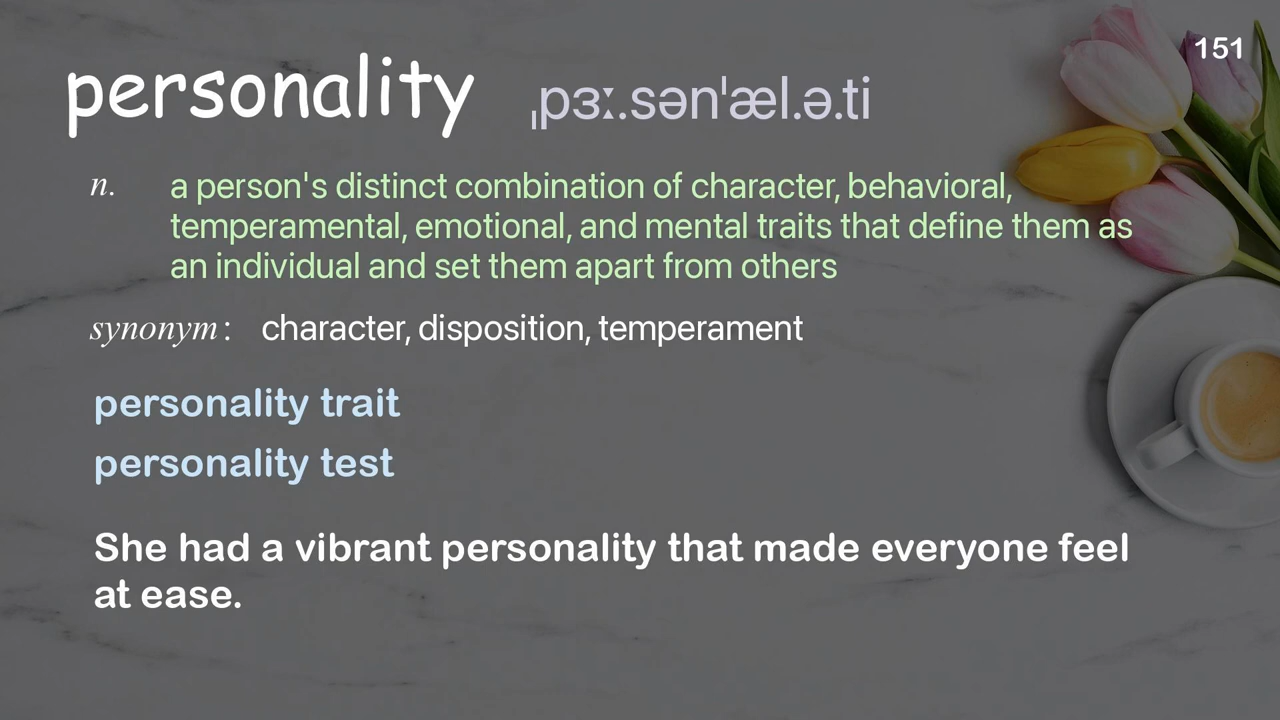 151
personality ˌpɜː.sənˈæl.ə.ti
n. a person's distinct combination of character, behavioral,
temperamental, emotional, and mental traits that define them as
an individual and set them apart from others
synonym: character, disposition, temperament
personality trait
personality test
She had a vibrant personality that made everyone feel
at ease.